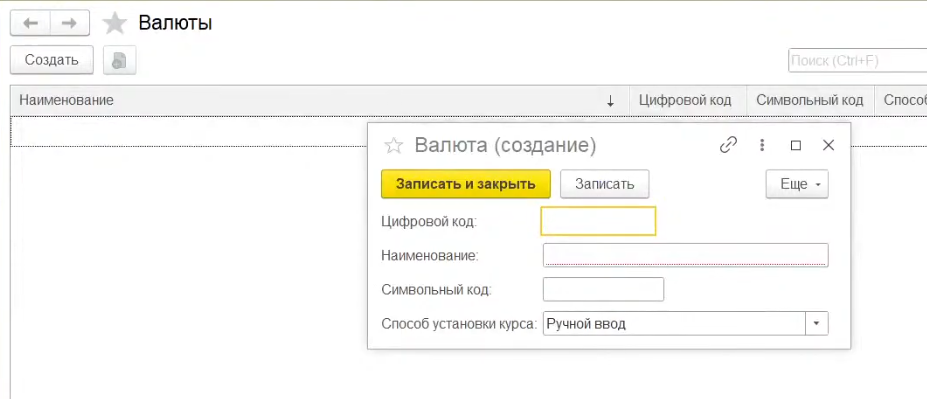 Валюты
Создать
Поиск (Ctrl+F)
Наименование ↓ Цифровой код Символьный код
Валюта (создание)
Записать и закрыть Записать Еще
Цифровой код:
Наименование:
Символьный код:
Способ установки курса: Ручной ввод